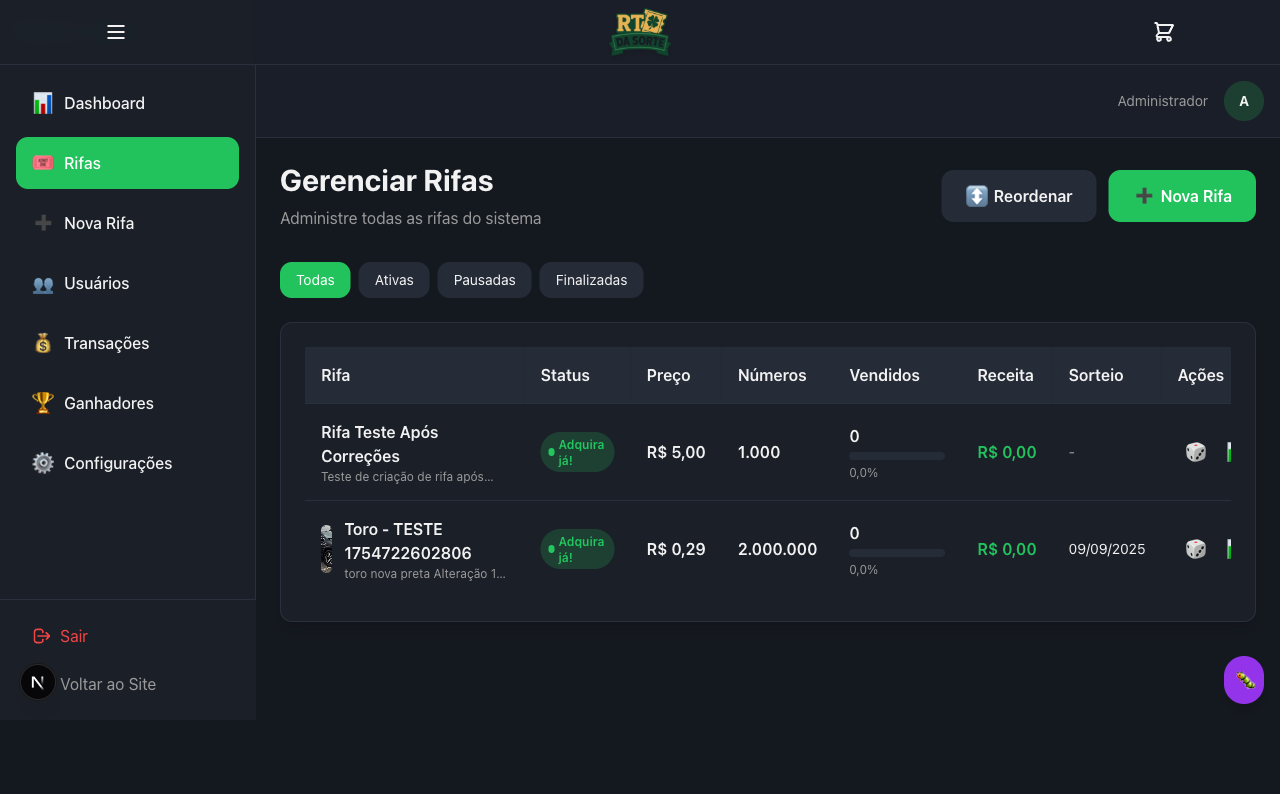 RT
DA SORTE
Dashboard
Administrador
A
Rifas
Gerenciar Rifas
Administre todas as rifas do sistema
Reordenar
Nova Rifa
Nova Rifa
Usuários
Todas
Ativas
Pausadas
Finalizadas
Transações
Ganhadores
Configurações
Rifa
Status
Preço
Números
Vendidos
Receita
Sorteio
Ações
Rifa Teste Após
Correções
Teste de criação de rifa após...
Adquira
já!
R$ 5,00
1.000
0
0,0%
R$ 0,00
-
Toro - TESTE
1754722602806
toro nova preta Alteração 1...
Adquira
já!
R$ 0,29
2.000.000
0
0,0%
R$ 0,00
09/09/2025
Sair
N
Voltar ao Site